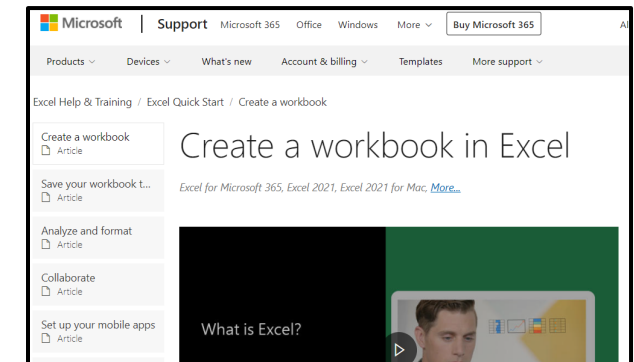 Microsoft | Support Microsoft 365 Office Windows More Buy Microsoft 365
Products Devices What's new Account & billing Templates More support
Excel Help & Training / Excel Quick Start / Create a workbook
Create a workbook
Article
Create a workbook in Excel
Save your workbook t...
Article
Excel for Microsoft 365, Excel 2021, Excel 2021 for Mac, More...
Analyze and format
Article
Collaborate
Article
Set up your mobile apps
Article
What is Excel?